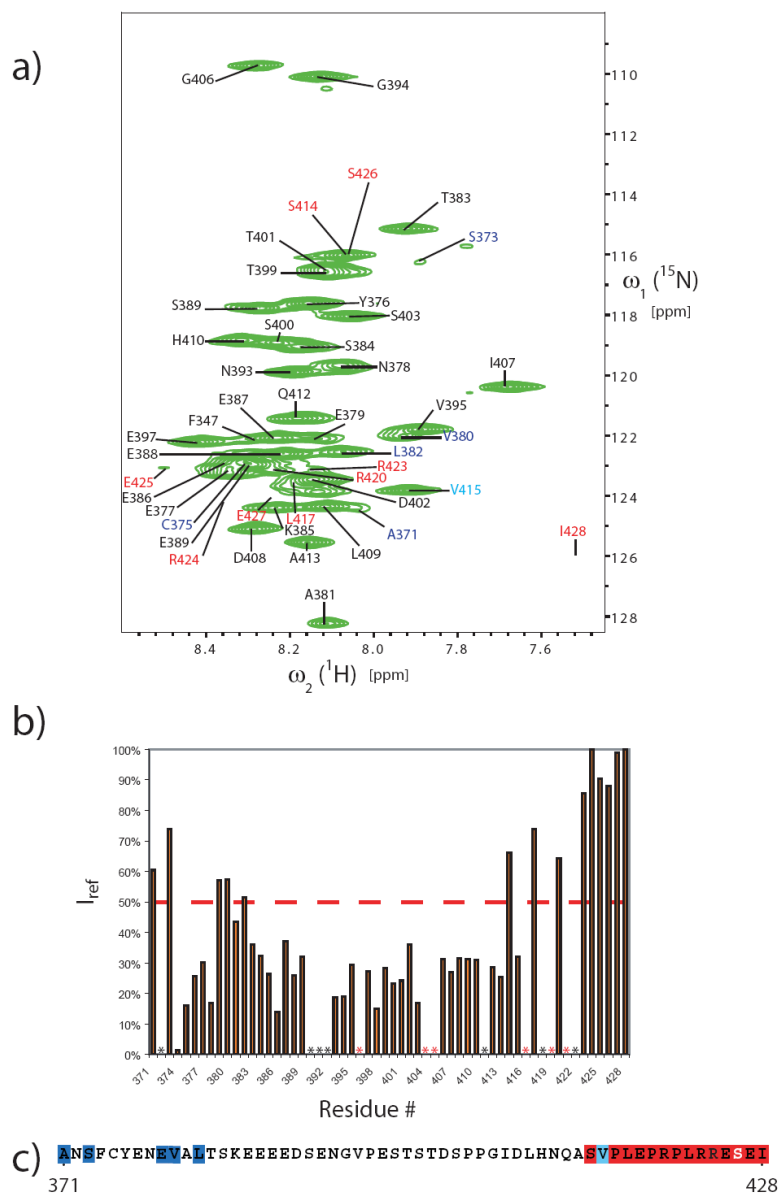 a)
G406
G394
110
112
114
116
118
120
122
124
126
128
ω1 (15N)
[ppm]
S426
S414
T383
T401
S373
T399
S389
Y376
S403
H410
S400
S384
N393
N378
I407
Q412
E387
E379
V395
E397
F347
V380
E388
L382
R423
E425
R420
E386
V415
E377
D402
C375
E427
L417
K385
A371
E389
L409
R424
D408
A413
I428
A381
8.4
8.2
8.0
7.8
7.6
ω2 (1H) [ppm]
b)
100%
90%
80%
70%
60%
50%
40%
30%
20%
10%
0%
Iref
* * * * * * * * * * * * *
371 374 377 380 383 386 389 392 395 398 401 404 407 410 413 416 419 422 425 428
Residue #
c) ANSFCYENEVALTSKEEEEDSENGVPESTSTDSPPGIDLHNQASVPLEPRPLRRESEI
371 428